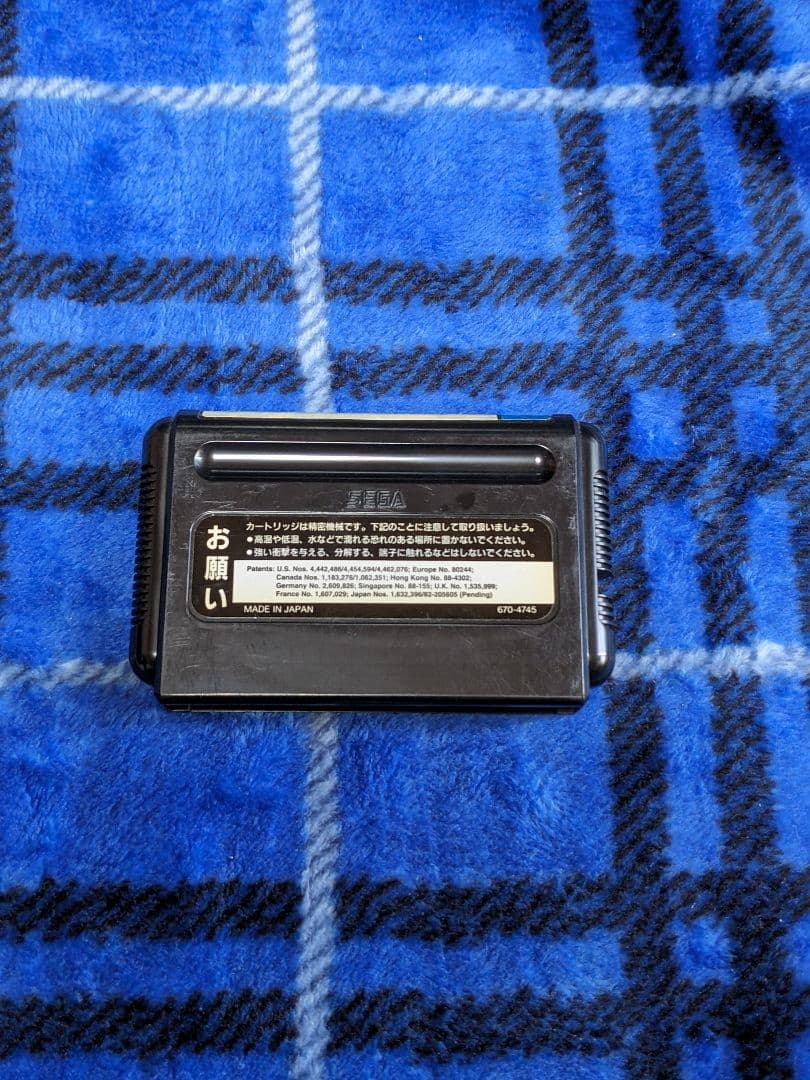 SEGA
お願い
カートリッジは精密機械です。下記のことに注意して取り扱いましょう。
●高温や低温、水などで濡れる恐れのある場所に置かないでください。
●強い衝撃を与える、分解する、端子に触れるなどはしないでください。
Patents: U.S. Nos. 4,442,486/4,454,594/4,462,076; Europe No. 80244;
Canada Nos. 1,183,276/1,082,351; Hong Kong No. 88-4302;
Germany No. 2,609,826; Singapore No. 88-155; U.K. No. 1,535,999;
France No. 1,607,029; Japan Nos. 1,632,396/82-205605 (Pending)
MADE IN JAPAN 670-4745